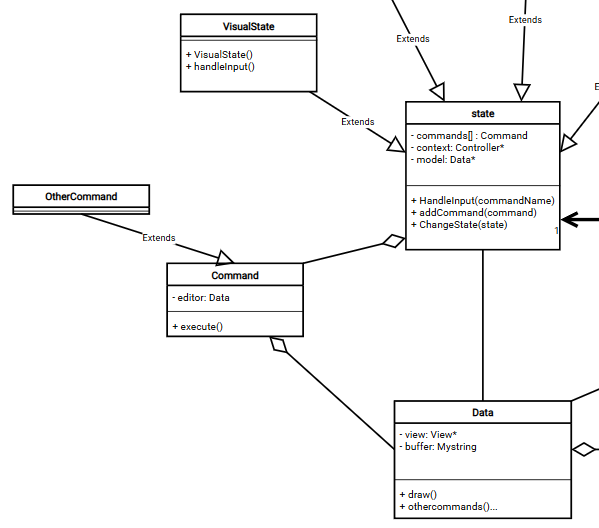 Extends
VisualState
Extends
+ VisualState()
+ handleInput()
Extends
state
- commands[] : Command
- context: Controller*
- model: Data*
+ HandleInput(commandName)
+ addCommand(command)
+ ChangeState(state)
1
OtherCommand
Extends
Command
- editor: Data
+ execute()
Data
- view: View*
- buffer: Mystring
+ draw()
+ othercommands()...